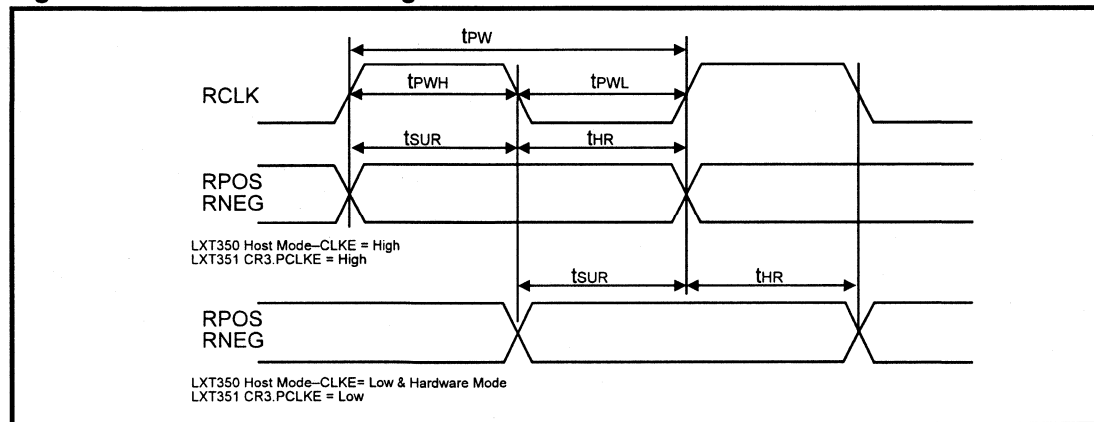 tPW
RCLK
tPWH
tPWL
tSUR
tHR
RPOS
RNEG
LXT350 Host Mode–CLKE = High
LXT351 CR3.PCLKE = High
tSUR
tHR
RPOS
RNEG
LXT350 Host Mode–CLKE= Low & Hardware Mode
LXT351 CR3.PCLKE = Low